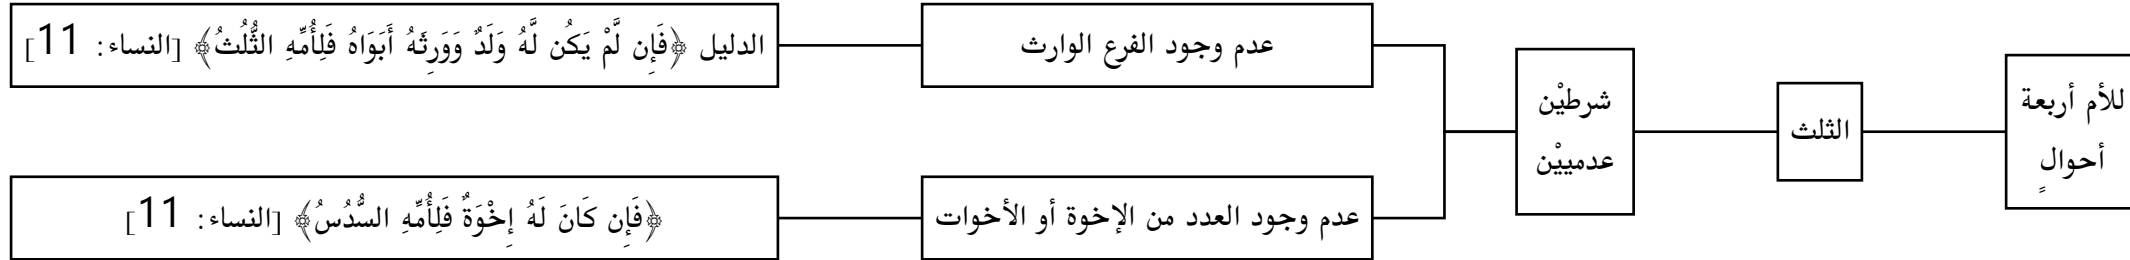 للأم أربعة
أحوالٍ
الثلث
شرطيْن
عدمييْن
عدم وجود الفرع الوارث
الدليل ﴿فَإِن لَّمْ يَكُن لَّهُ وَلَدٌ وَوَرِثَهُ أَبَوَاهُ فَلِأُمِّهِ الثُّلُثُ﴾ [النساء: 11]
عدم وجود العدد من الإخوة أو الأخوات
﴿فَإِن كَانَ لَهُ إِخْوَةٌ فَلِأُمِّهِ السُّدُسُ﴾ [النساء: 11]